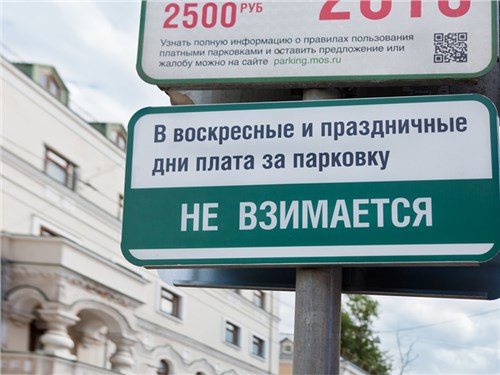 2500 РУБ
Узнать полную информацию о правилах пользования
платными парковками и оставить предложение или
жалобу можно на сайте parking.mos.ru
В воскресные и праздничные
дни плата за парковку
НЕ ВЗИМАЕТСЯ